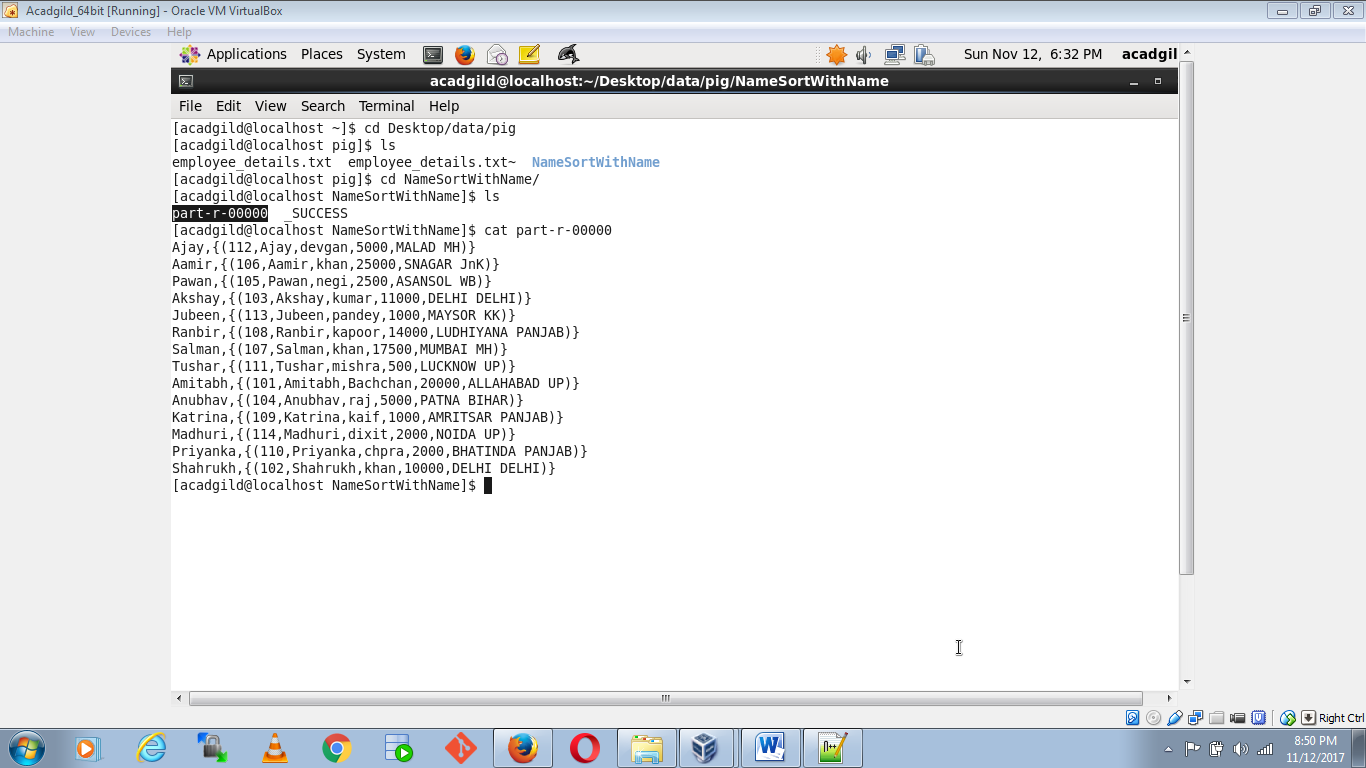 Acadgild_64bit [Running] - Oracle VM VirtualBox
Machine View Devices Help
Applications Places System Sun Nov 12, 6:32 PM acadgil
acadgild@localhost:~/Desktop/data/pig/NameSortWithName
File Edit View Search Terminal Help
[acadgild@localhost ~]$ cd Desktop/data/pig
[acadgild@localhost pig]$ ls
employee_details.txt  employee_details.txt~  NameSortWithName
[acadgild@localhost pig]$ cd NameSortWithName/
[acadgild@localhost NameSortWithName]$ ls
part-r-00000  _SUCCESS
[acadgild@localhost NameSortWithName]$ cat part-r-00000
Ajay,{(112,Ajay,devgan,5000,MALAD MH)}
Aamir,{(106,Aamir,khan,25000,SNAGAR JnK)}
Pawan,{(105,Pawan,negi,2500,ASANSOL WB)}
Akshay,{(103,Akshay,kumar,11000,DELHI DELHI)}
Jubeen,{(113,Jubeen,pandey,1000,MAYSOR KK)}
Ranbir,{(108,Ranbir,kapoor,14000,LUDHIYANA PANJAB)}
Salman,{(107,Salman,khan,17500,MUMBAI MH)}
Tushar,{(111,Tushar,mishra,500,LUCKNOW UP)}
Amitabh,{(101,Amitabh,Bachchan,20000,ALLAHABAD UP)}
Anubhav,{(104,Anubhav,raj,5000,PATNA BIHAR)}
Katrina,{(109,Katrina,kaif,1000,AMRITSAR PANJAB)}
Madhuri,{(114,Madhuri,dixit,2000,NOIDA UP)}
Priyanka,{(110,Priyanka,chpra,2000,BHATINDA PANJAB)}
Shahrukh,{(102,Shahrukh,khan,10000,DELHI DELHI)}
[acadgild@localhost NameSortWithName]$
Right Ctrl
8:50 PM
11/12/2017